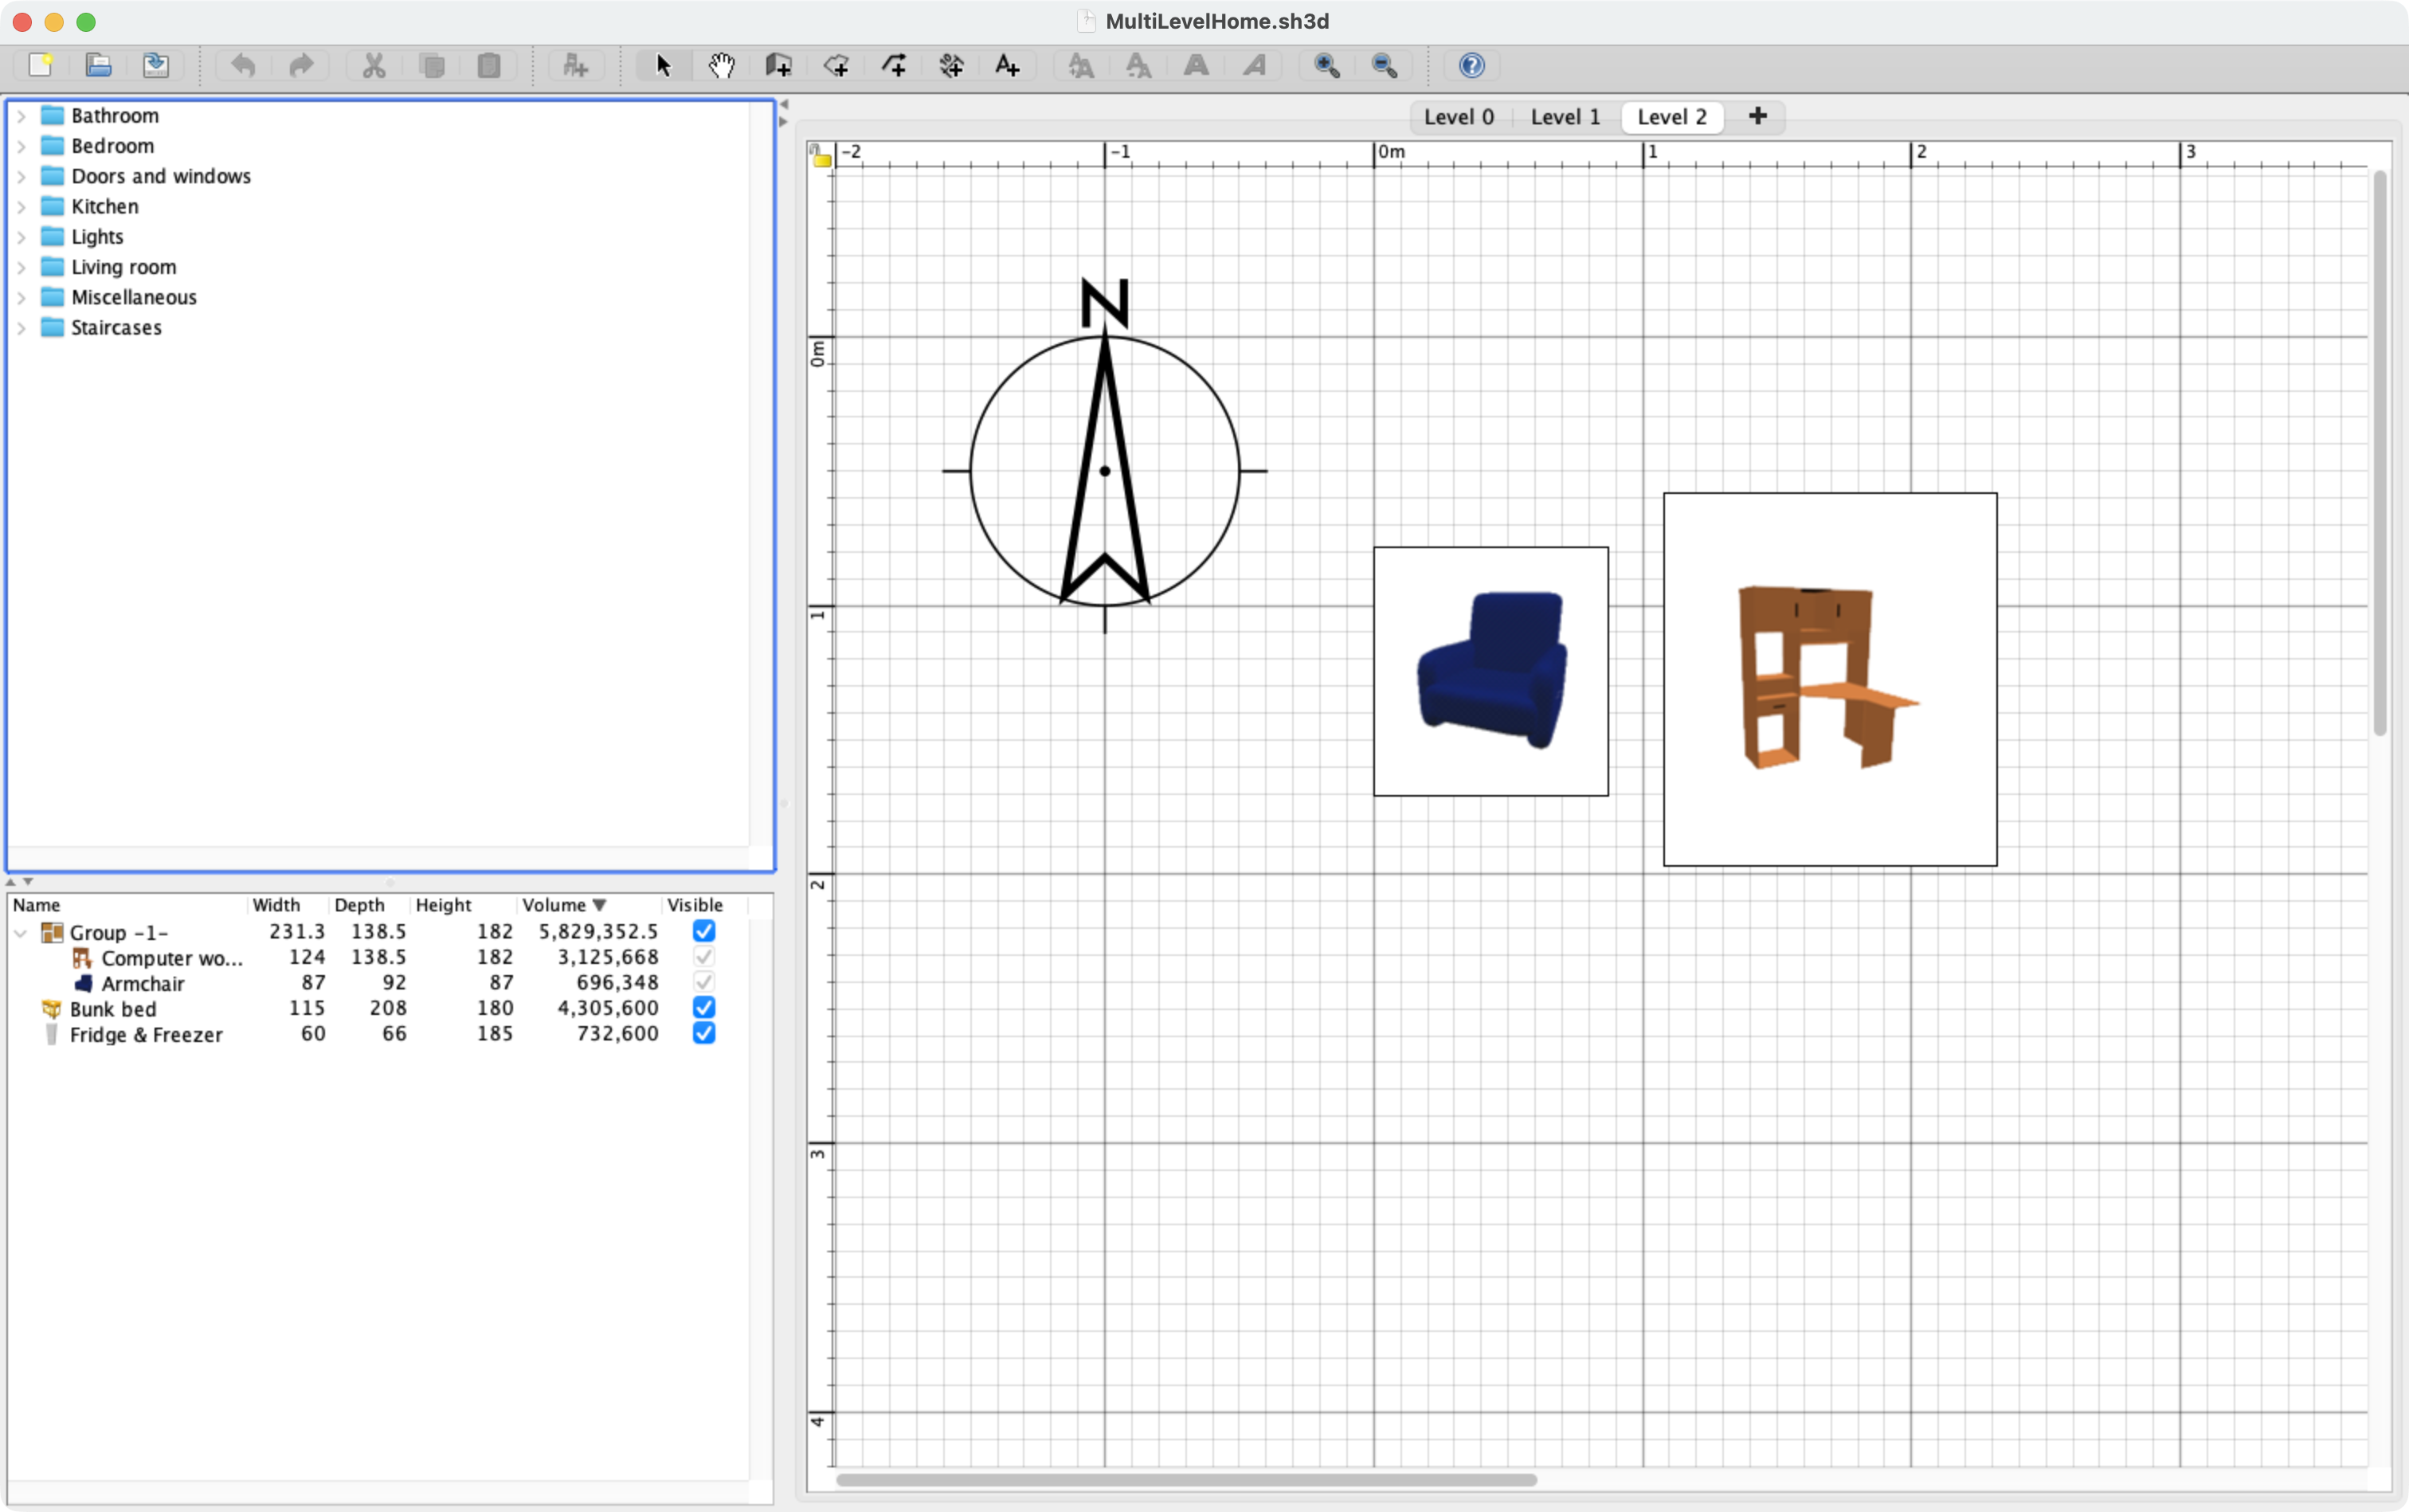 MultiLevelHome.sh3d
Bathroom
Bedroom
Doors and windows
Kitchen
Lights
Living room
Miscellaneous
Staircases
Name Width Depth Height Volume Visible
Group -1- 231.3 138.5 182 5,829,352.5
Computer wo... 124 138.5 182 3,125,668
Armchair 87 92 87 696,348
Bunk bed 115 208 180 4,305,600
Fridge & Freezer 60 66 185 732,600
Level 0 Level 1 Level 2 +
-2 -1 0m 1 2 3
N
0m
1
2
3
4